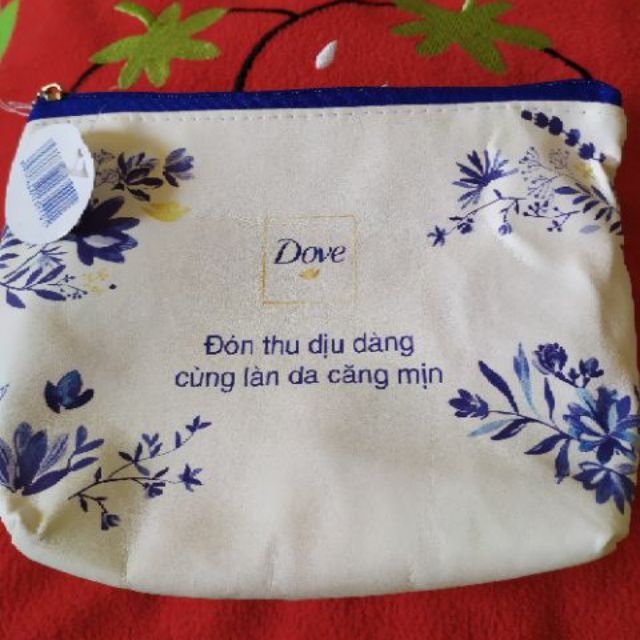 Dove
Đón thu dịu dàng
cùng làn da căng mịn